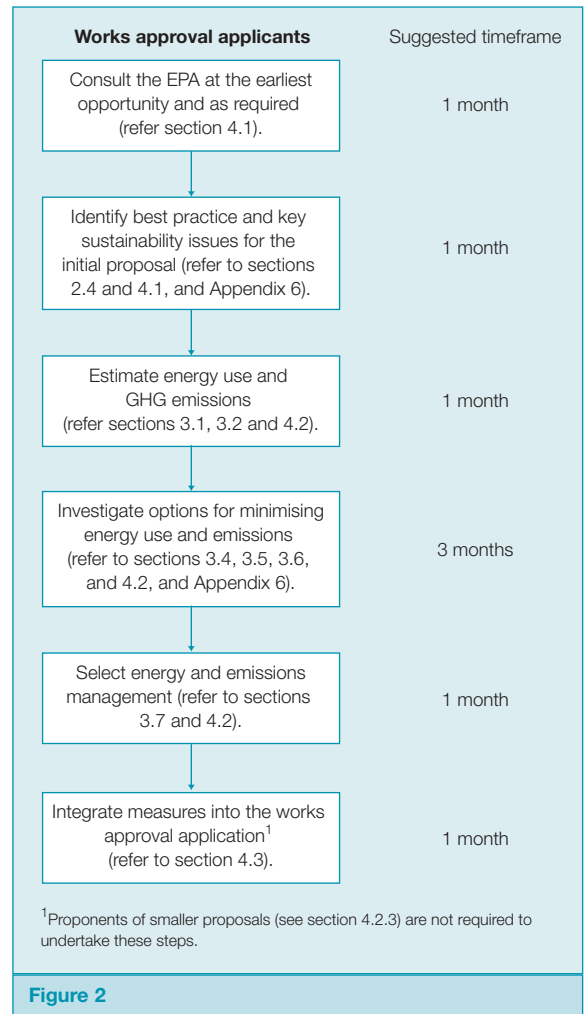 Works approval applicants
Suggested timeframe
Consult the EPA at the earliest
opportunity and as required
(refer section 4.1).
1 month
Identify best practice and key
sustainability issues for the
initial proposal (refer to sections
2.4 and 4.1, and Appendix 6).
1 month
Estimate energy use and
GHG emissions
(refer sections 3.1, 3.2 and 4.2).
1 month
Investigate options for minimising
energy use and emissions
(refer to sections 3.4, 3.5, 3.6,
and 4.2, and Appendix 6).
3 months
Select energy and emissions
management (refer to sections
3.7 and 4.2).
1 month
Integrate measures into the works
approval application1
(refer to section 4.3).
1 month
1Proponents of smaller proposals (see section 4.2.3) are not required to
undertake these steps.
Figure 2